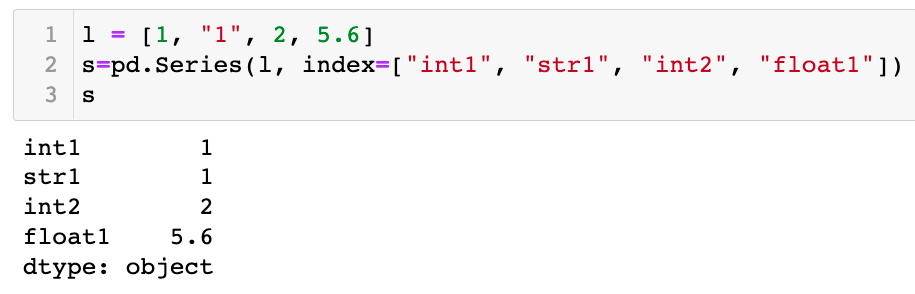 1 l = [1, "1", 2, 5.6]
2 s=pd.Series(l, index=["int1", "str1", "int2", "float1"])
3 s
int1 1
str1 1
int2 2
float1 5.6
dtype: object